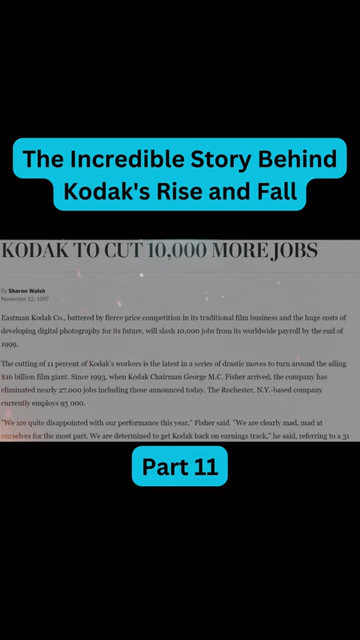 The Incredible Story Behind
Kodak's Rise and Fall
KODAK TO CUT 10,000 MORE JOBS
By Sharon Walsh
November 12, 1997
Eastman Kodak Co., battered by fierce price competition in its traditional film business and the huge costs of
developing digital photography for its future, will slash 10,000 jobs from its worldwide payroll by the end of
1999.
The cutting of 11 percent of Kodak's workers is the latest in a series of drastic moves to turn around the ailing
$16 billion film giant. Since 1993, when Kodak Chairman George M.C. Fisher arrived, the company has
eliminated nearly 27,000 jobs including those announced today. The Rochester, N.Y.-based company
currently employs 95 000.
"We are quite disappointed with our performance this year," Fisher said "We are clearly mad, mad at
ourselves for the most part. We are determined to get Kodak back on earnings track," he said, referring to a 31
Part 11